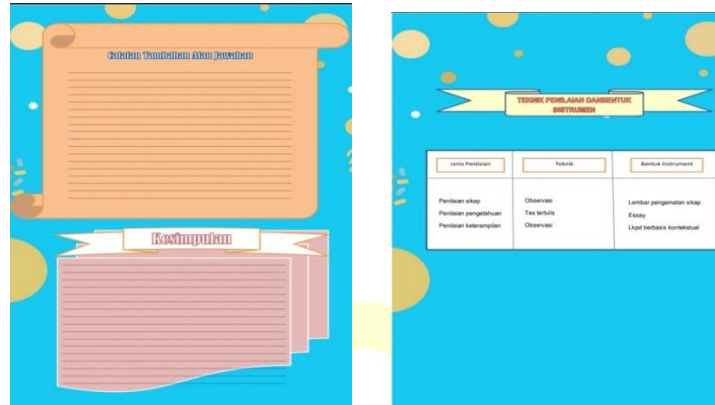 Catatan Tambahan Atau Jawaban
Kesimpulan
TEKNIK PENILAIAN DANBENTUK
INSTRUMEN
Jenis Penilaian Teknik Bentuk Instrument
Penilaian sikap Observasi Lembar pengamatan sikap
Penilaian pengetahuan Tes tertulis Essay
Penilaian keterampilan Observasi Lkpd berbasis kontekstual